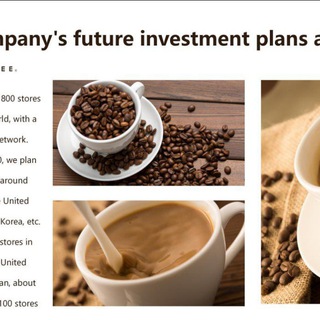 mpany's future investment plans a
E E .
800 stores
rld, with a
etwork.
0, we plan
around
United
Korea, etc.
stores in
United
an, about
100 stores